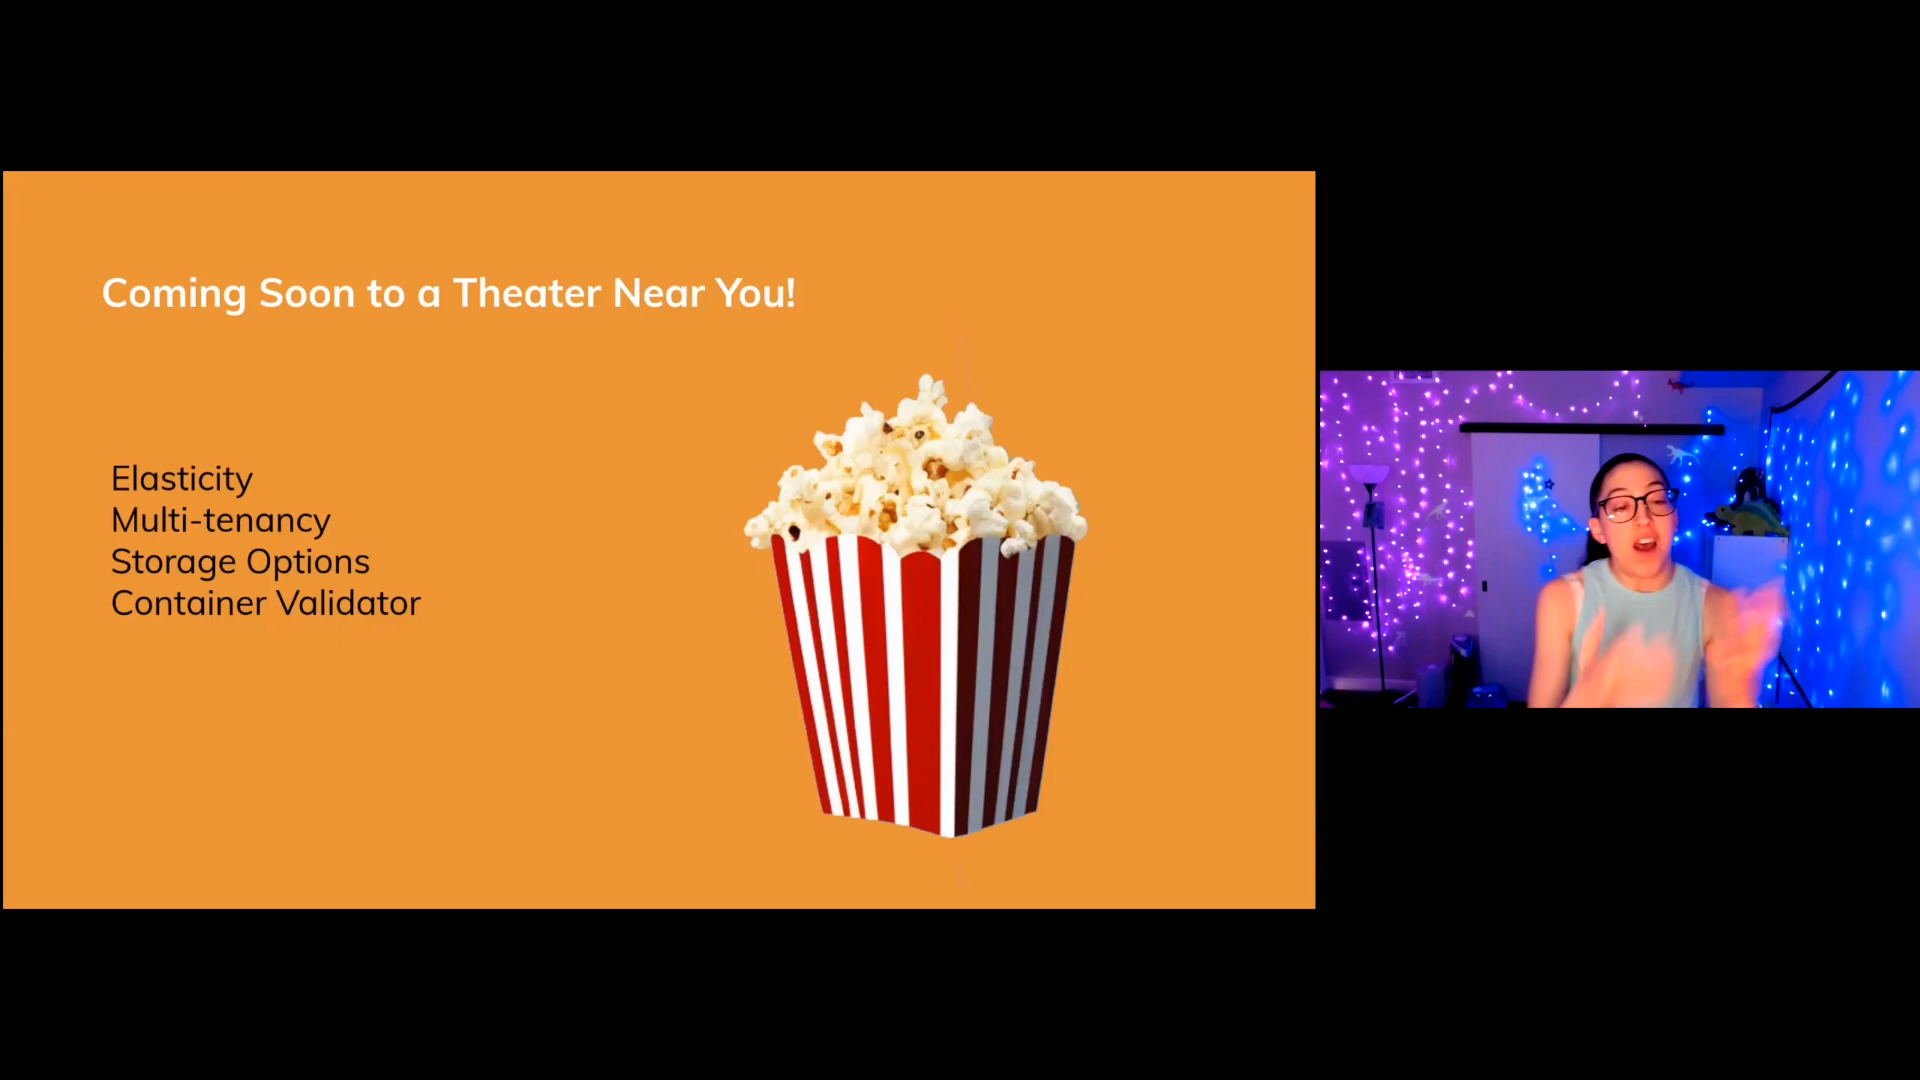 Coming Soon to a Theater Near You!
Elasticity
Multi-tenancy
Storage Options
Container Validator